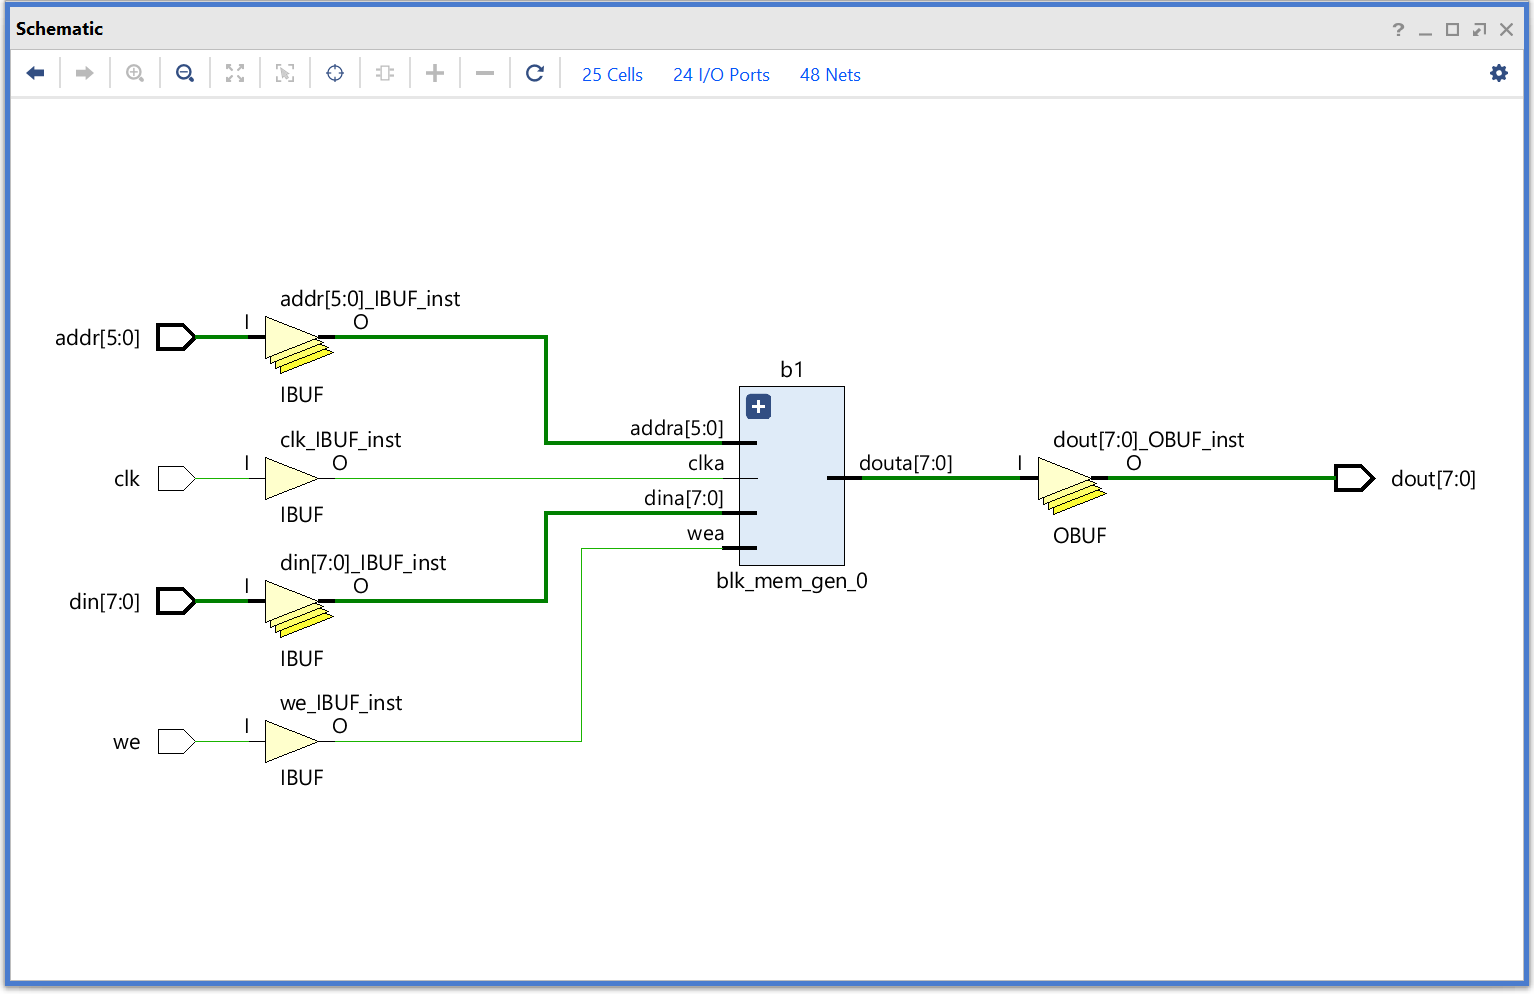 Schematic
25 Cells 24 I/O Ports 48 Nets
addr[5:0]_IBUF_inst
I O
addr[5:0]
IBUF
clk_IBUF_inst
I O
clk
IBUF
din[7:0]_IBUF_inst
I O
din[7:0]
IBUF
we_IBUF_inst
I O
we
IBUF
b1
addra[5:0]
clka
dina[7:0]
wea
douta[7:0]
blk_mem_gen_0
dout[7:0]_OBUF_inst
I O
dout[7:0]
OBUF